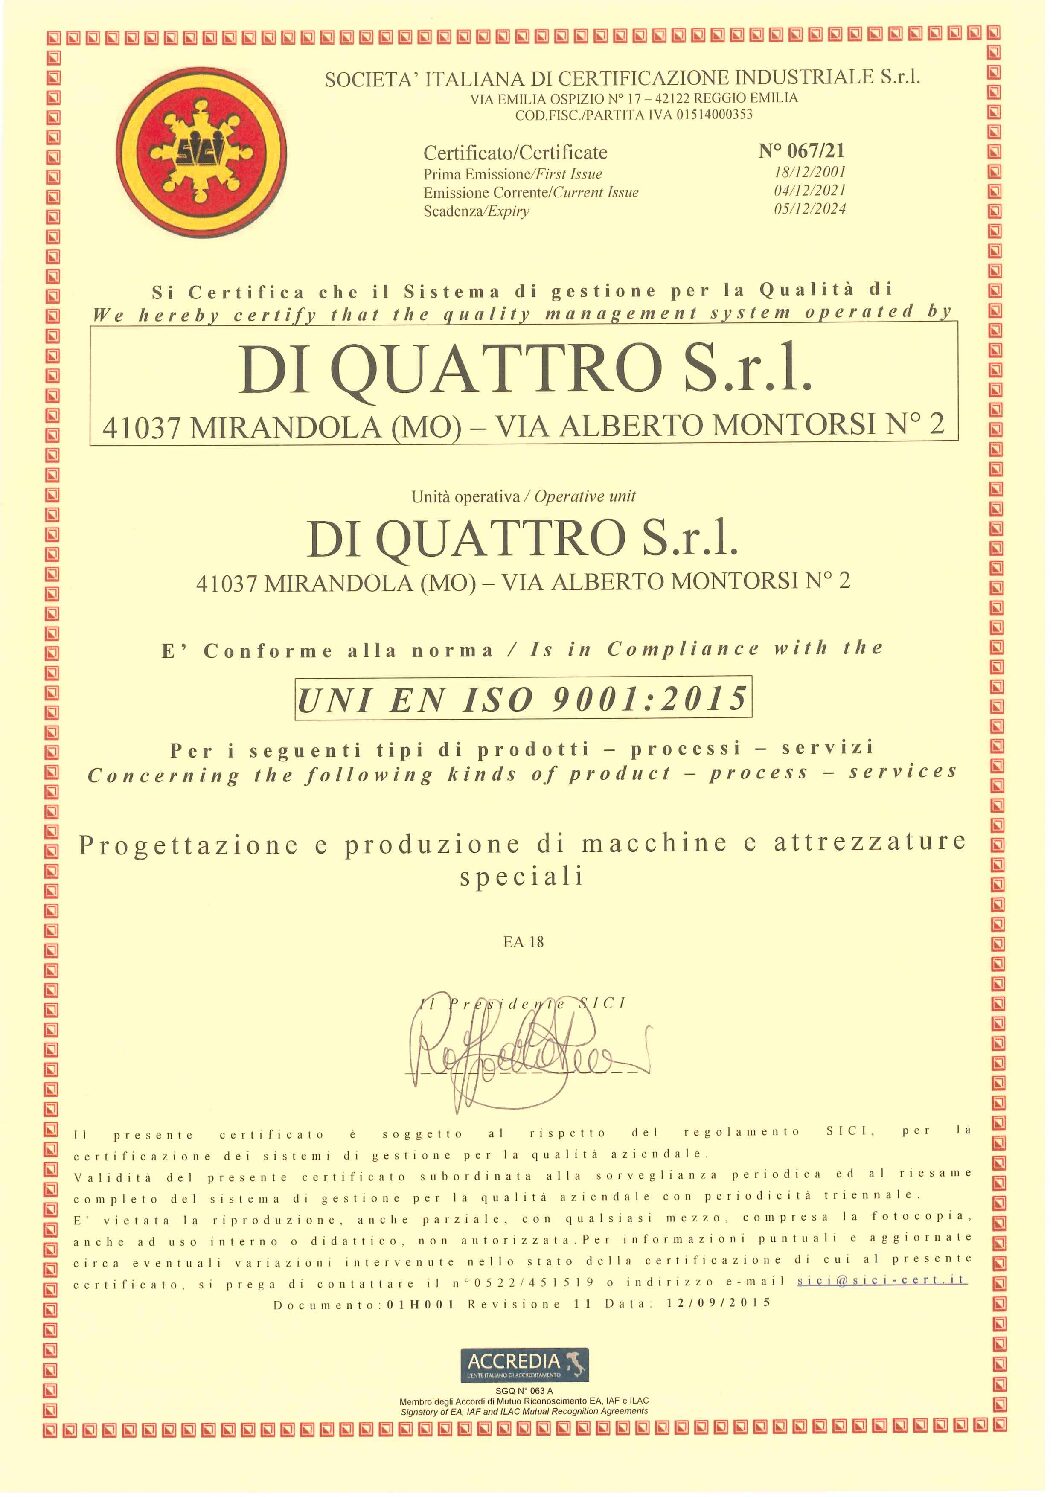 SICI
SOCIETA' ITALIANA DI CERTIFICAZIONE INDUSTRIALE S.r.l.
VIA EMILIA OSPIZIO N° 17 – 42122 REGGIO EMILIA
COD.FISC./PARTITA IVA 01514000353
Certificato/Certificate N° 067/21
Prima Emissione/First Issue 18/12/2001
Emissione Corrente/Current Issue 04/12/2021
Scadenza/Expiry 05/12/2024
Si Certifica che il Sistema di gestione per la Qualità di
We hereby certify that the quality management system operated by
DI QUATTRO S.r.l.
41037 MIRANDOLA (MO) – VIA ALBERTO MONTORSI N° 2
Unità operativa / Operative unit
DI QUATTRO S.r.l.
41037 MIRANDOLA (MO) – VIA ALBERTO MONTORSI N° 2
E' Conforme alla norma / Is in Compliance with the
UNI EN ISO 9001:2015
Per i seguenti tipi di prodotti – processi – servizi
Concerning the following kinds of product – process – services
Progettazione e produzione di macchine e attrezzature
speciali
EA 18
Il Presidente SICI
Il presente certificato è soggetto al rispetto del regolamento SICI, per la
certificazione dei sistemi di gestione per la qualità aziendale.
Validità del presente certificato subordinata alla sorveglianza periodica ed al riesame
completo del sistema di gestione per la qualità aziendale con periodicità triennale.
E' vietata la riproduzione, anche parziale, con qualsiasi mezzo, compresa la fotocopia,
anche ad uso interno o didattico, non autorizzata.Per informazioni puntuali e aggiornate
circa eventuali variazioni intervenute nello stato della certificazione di cui al presente
certificato, si prega di contattare il n°0522/451519 o indirizzo e-mail sici@sici-cert.it
Documento:01H001 Revisione 11 Data: 12/09/2015
ACCREDIA
L'ENTE ITALIANO DI ACCREDITAMENTO
SGQ N° 063 A
Membro degli Accordi di Mutuo Riconoscimento EA, IAF e ILAC
Signatory of EA, IAF and ILAC Mutual Recognition Agreements